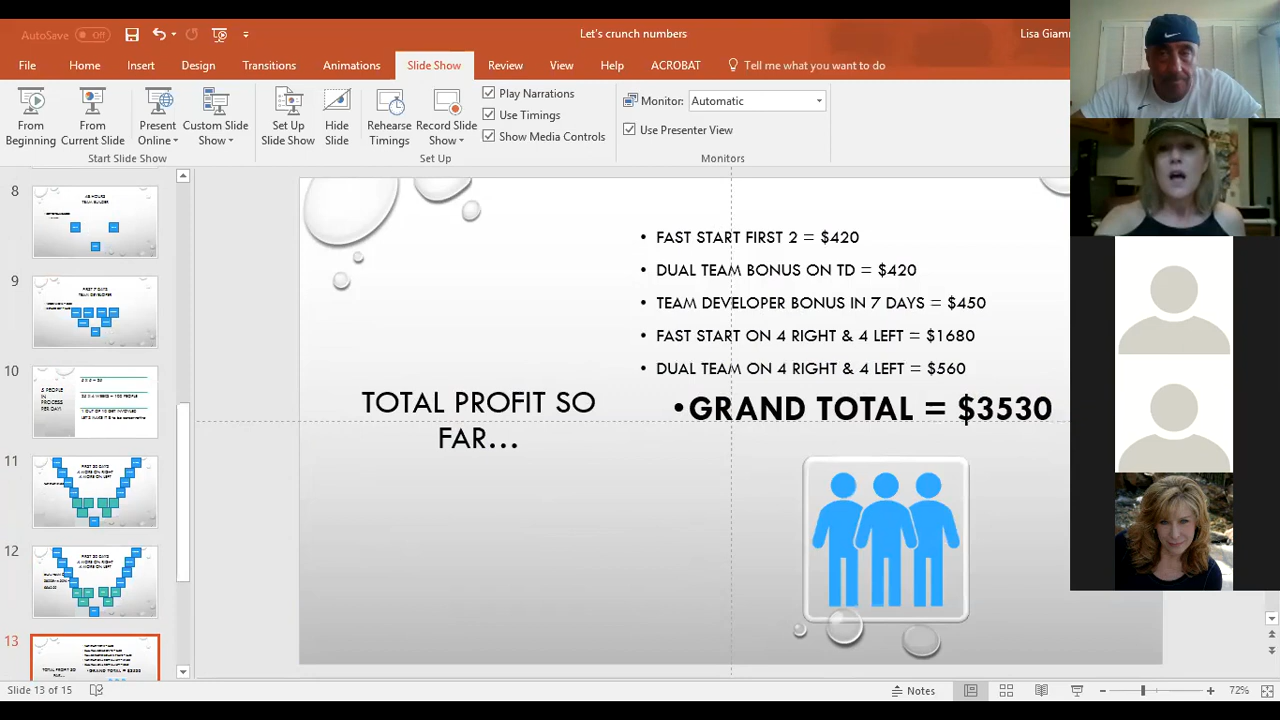 AutoSave Off
Let's crunch numbers
Lisa Giam
File Home Insert Design Transitions Animations Slide Show Review View Help ACROBAT Tell me what you want to do
From Beginning
From Current Slide
Present Online
Custom Slide Show
Start Slide Show
Set Up Slide Show
Hide Slide
Rehearse Timings
Record Slide Show
Play Narrations
Use Timings
Show Media Controls
Set Up
Monitor: Automatic
Use Presenter View
Monitors
8
9
10
11
12
13
TOTAL PROFIT SO
FAR...
• FAST START FIRST 2 = $420
• DUAL TEAM BONUS ON TD = $420
• TEAM DEVELOPER BONUS IN 7 DAYS = $450
• FAST START ON 4 RIGHT & 4 LEFT = $1680
• DUAL TEAM ON 4 RIGHT & 4 LEFT = $560
•GRAND TOTAL = $3530
Slide 13 of 15
Notes
72%